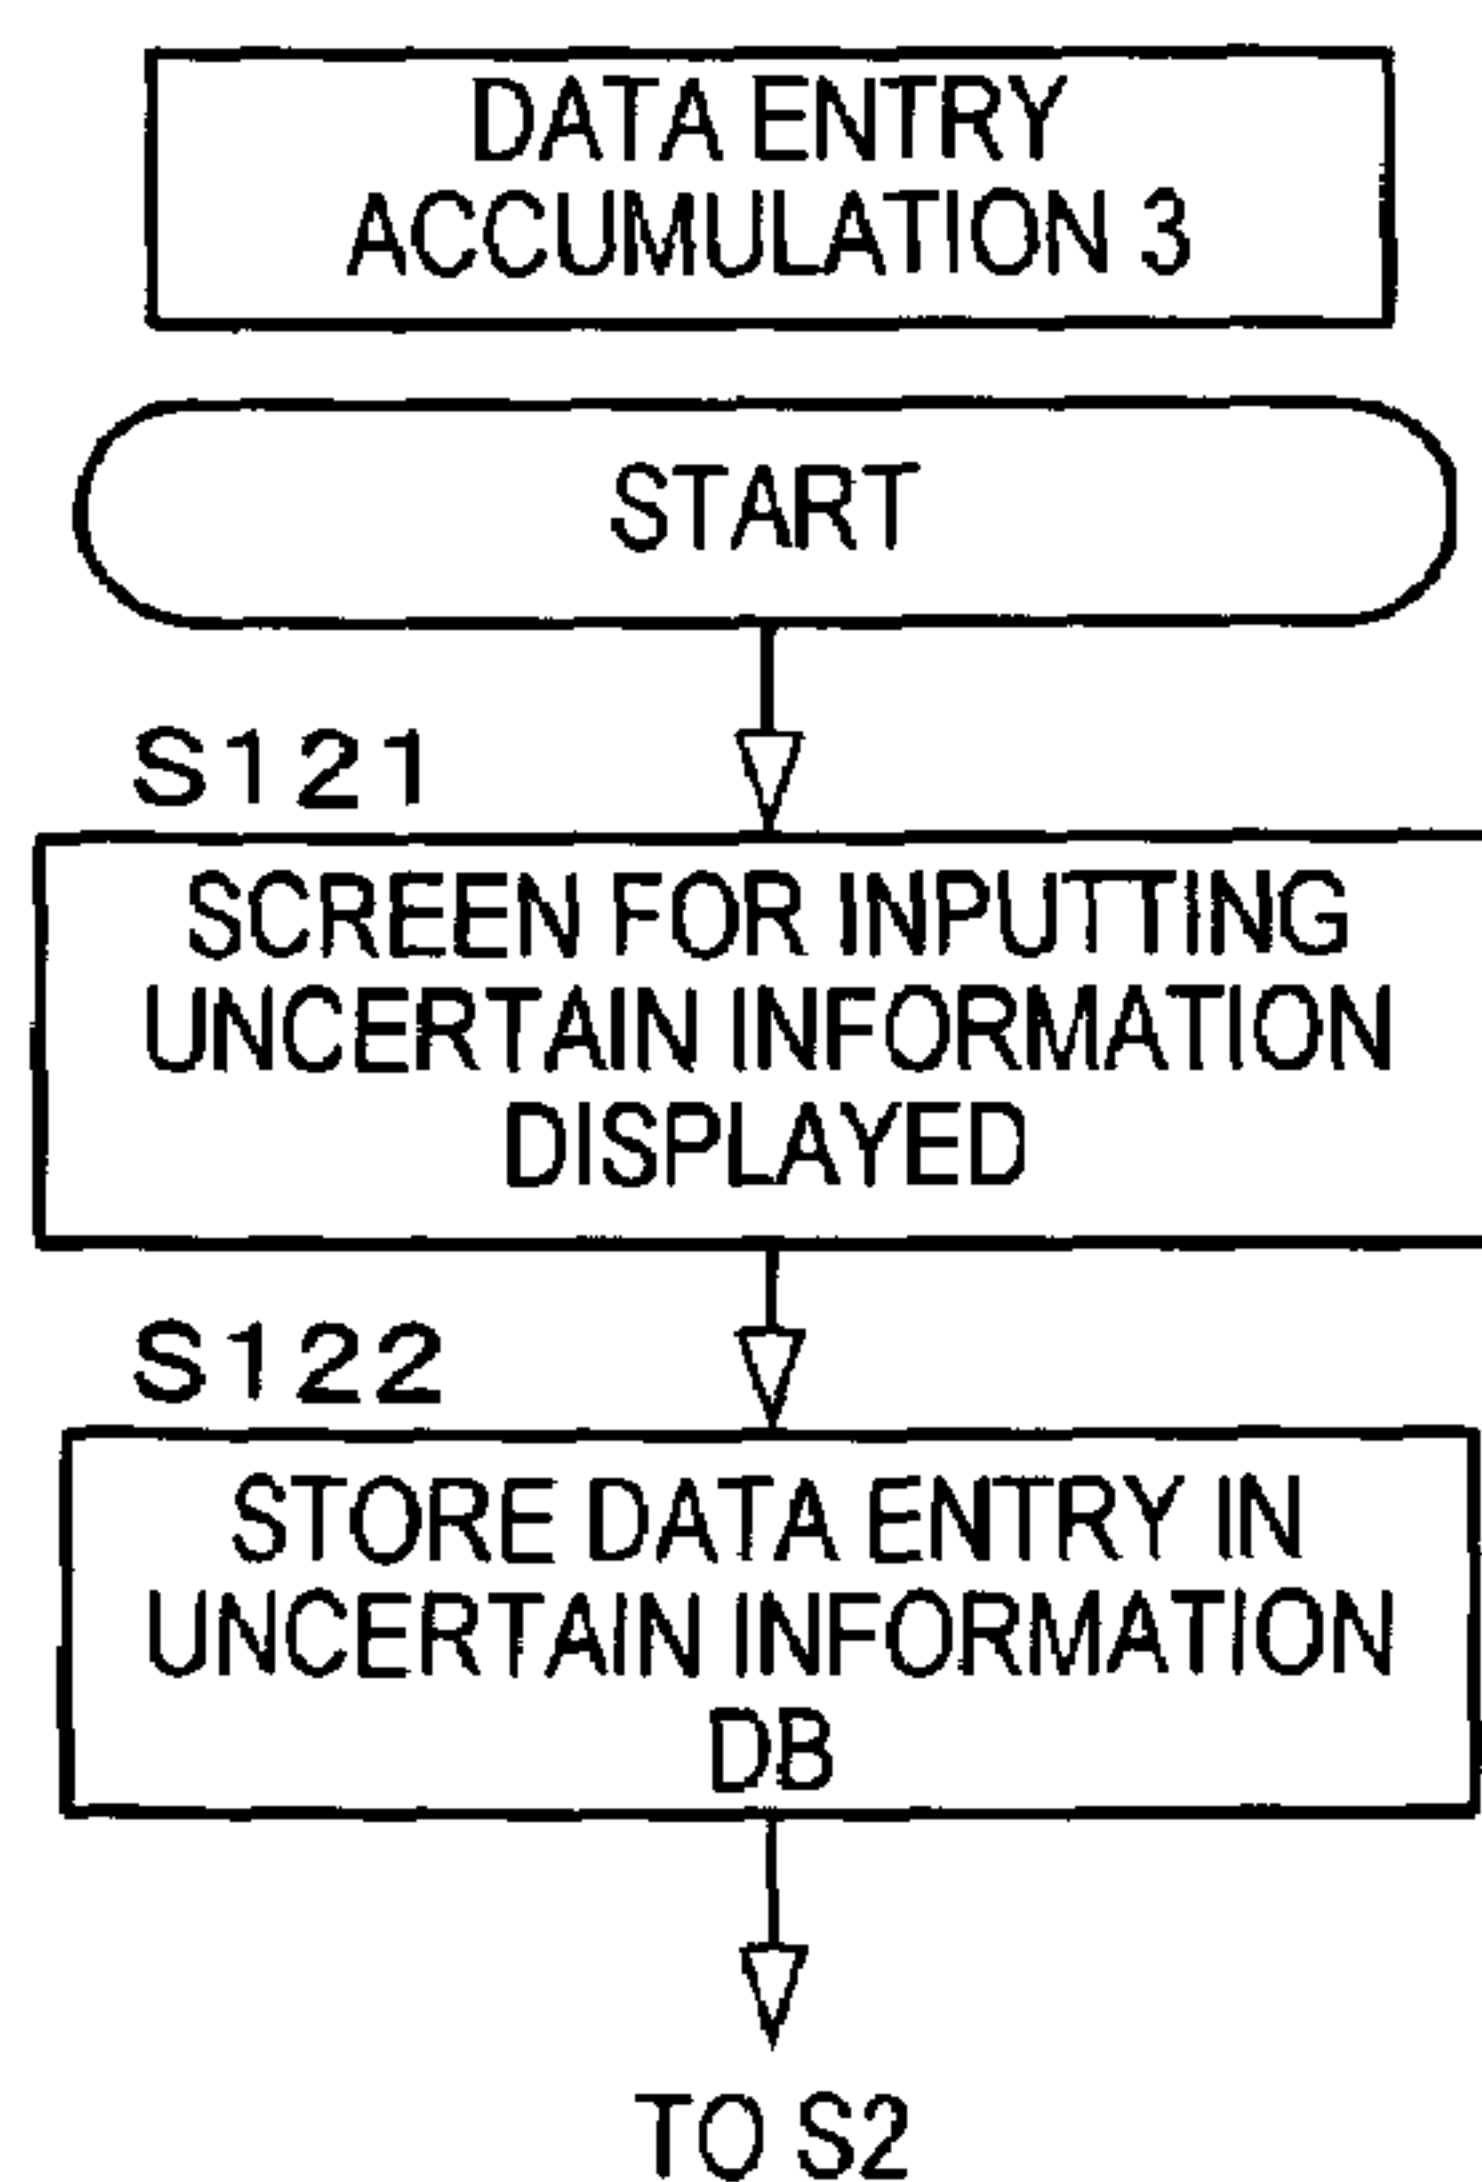 DATA ENTRY
ACCUMULATION 3
START
S121
SCREEN FOR INPUTTING
UNCERTAIN INFORMATION
DISPLAYED
S122
STORE DATA ENTRY IN
UNCERTAIN INFORMATION
DB
TO S2